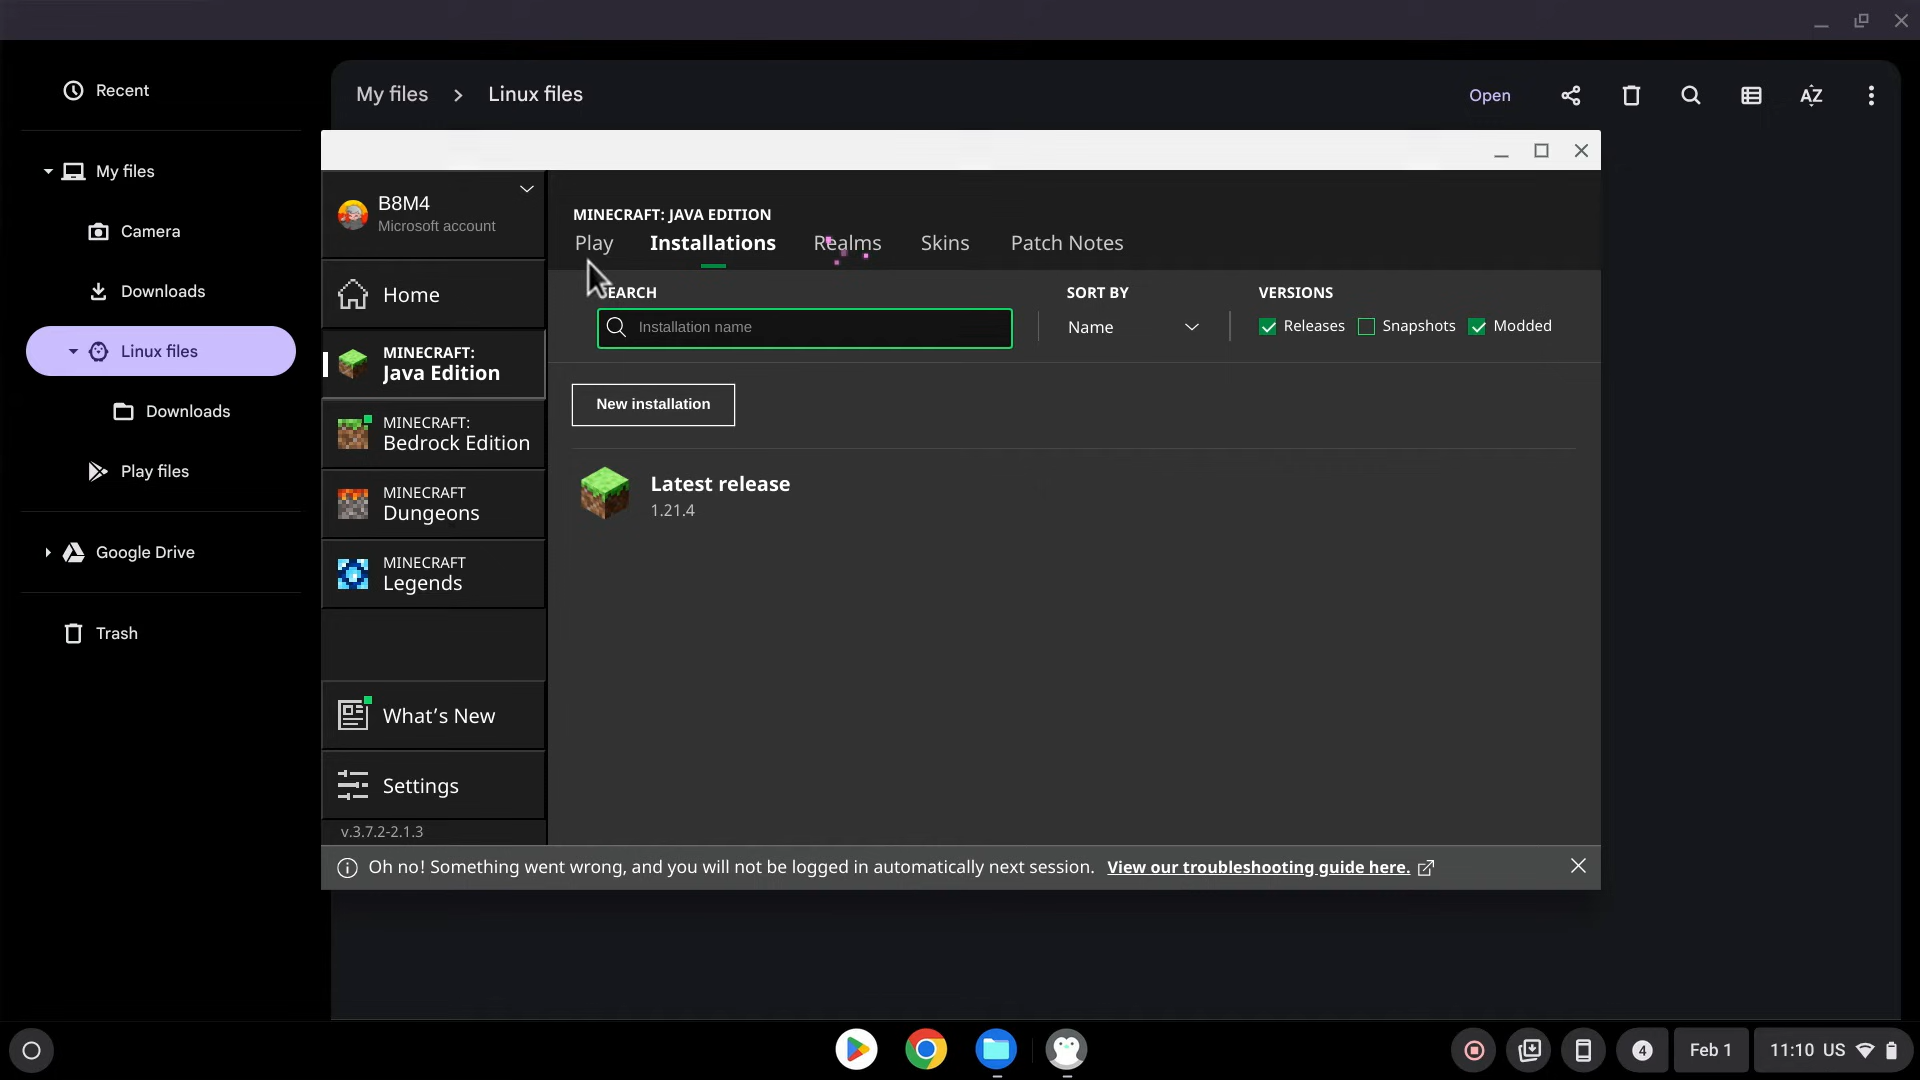 Recent
My files
Camera
Downloads
Linux files
Downloads
Play files
Google Drive
Trash
My files > Linux files
Open
AZ
B8M4
Microsoft account
Home
MINECRAFT:
Java Edition
MINECRAFT:
Bedrock Edition
MINECRAFT
Dungeons
MINECRAFT
Legends
What's New
Settings
v.3.7.2-2.1.3
MINECRAFT: JAVA EDITION
Play Installations Realms Skins Patch Notes
EARCH
Installation name
SORT BY
Name
VERSIONS
Releases Snapshots Modded
New installation
Latest release
1.21.4
Oh no! Something went wrong, and you will not be logged in automatically next session. View our troubleshooting guide here.
4
Feb 1
11:10 US